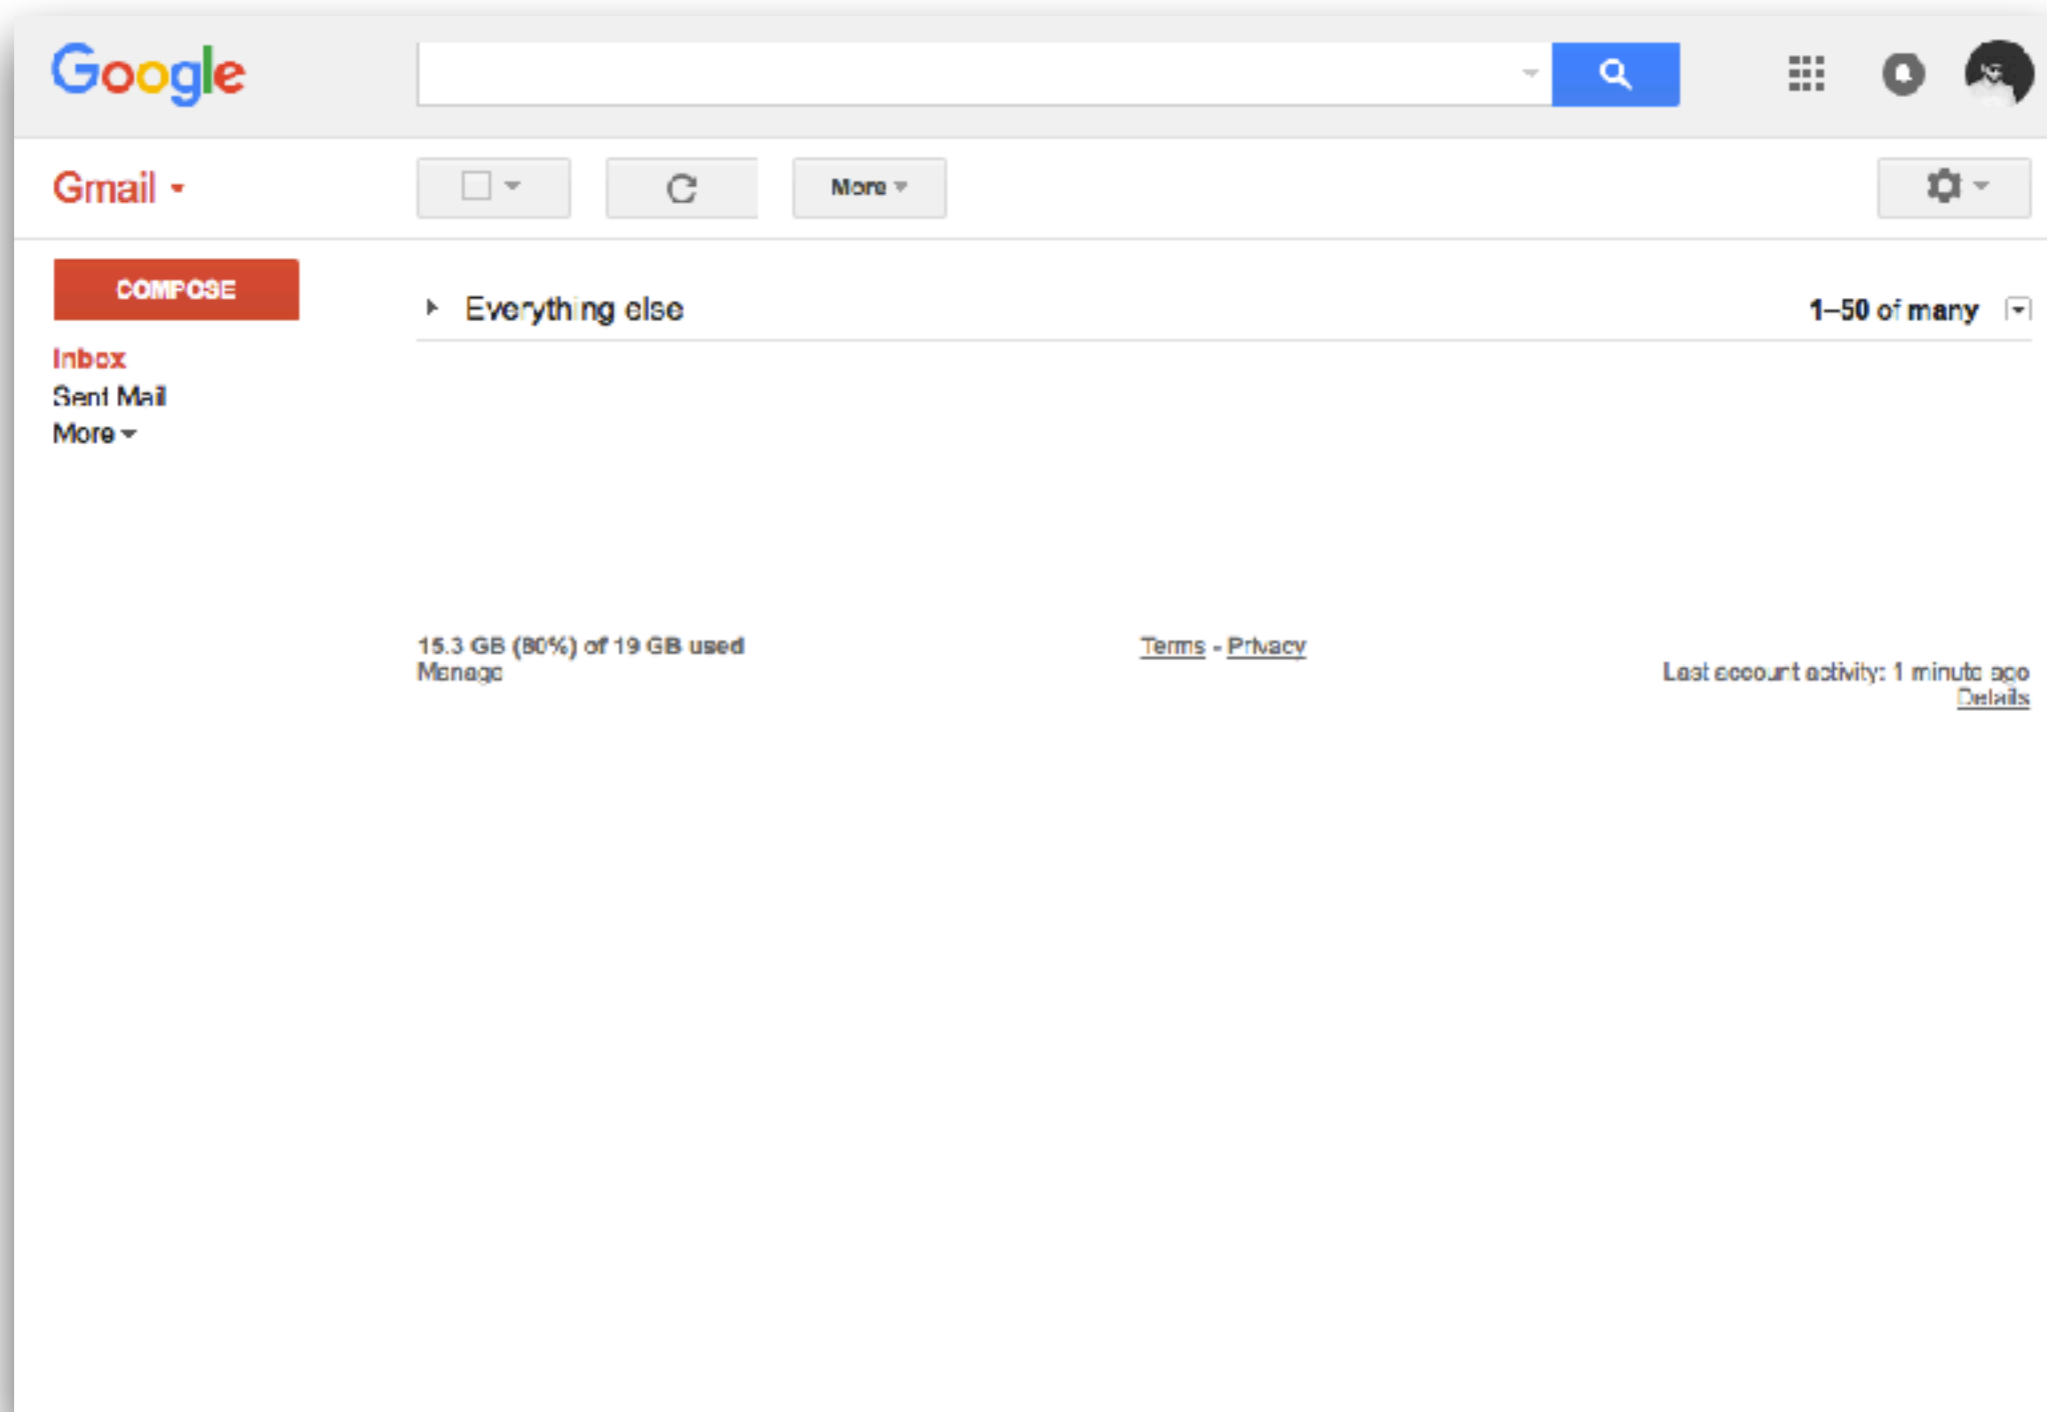 Google
Gmail
More
COMPOSE
Everything else
1–50 of many
Inbox
Sent Mail
More
15.3 GB (80%) of 19 GB used
Manage
Terms - Privacy
Last account activity: 1 minute ago
Details